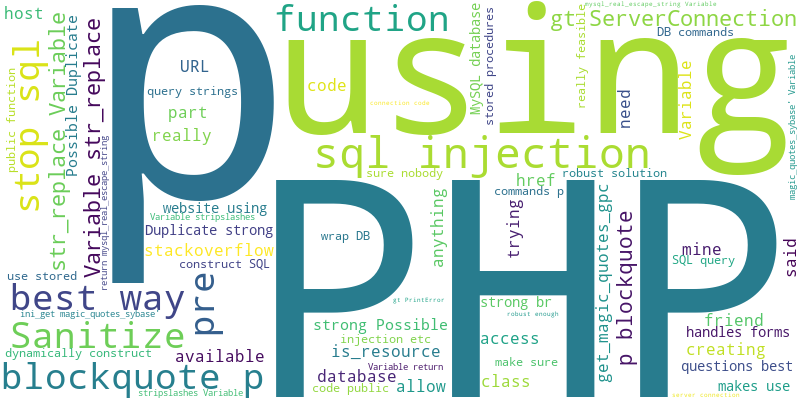 host
p
using
function
gt ServerConnection
mysql_real_escape_string Variable
DB commands
public function
stop sql
str_replace Variable
Possible Duplicate
Variable str_replace
return mysql_real_escape_string
URL
query strings
part
really
code
connection code
MySQL database
stored procedures
really feasible
need
Variable
magic_quotes_sybase' Variable
sql injection
sure nobody
href
robust solution
website using
Variable stripslashes
Duplicate strong
stackoverflow
construct SQL
PHP
wrap DB
anything
commands p
trying
get_magic_quotes_gpc
p blockquote
mine
SQL query
said
use stored
best way
pre
ini_get magic_quotes_sybase'
Sanitize
dynamically construct
available
blockquote p
stripslashes Variable
gt PrintError
strong Possible
injection etc
is_resource
Variable return
database
code public
allow
strong br
robust enough
access
make sure
class
friend
handles forms
creating
questions best
makes use
server connection